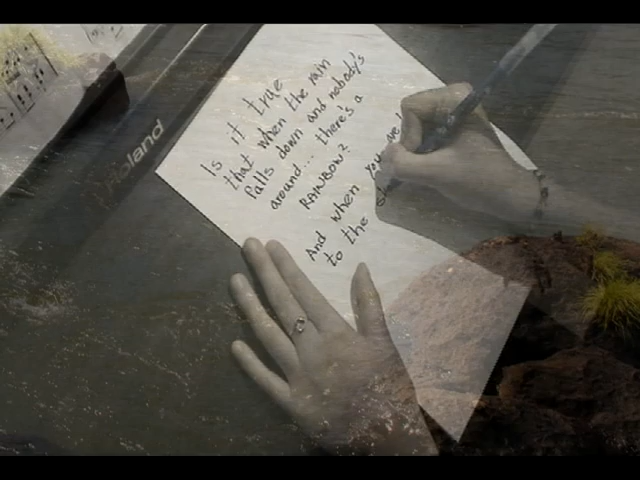 Roland
Is it true
that when the rain
falls down and nobody's
around... there's a
RAINBOW?
And when you
to the